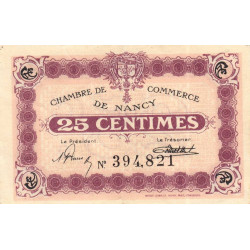 CHAMBRE DE COMMERCE
DE NANCY
25 CENTIMES
Le Président
Le Trésorier
Nº 394,821